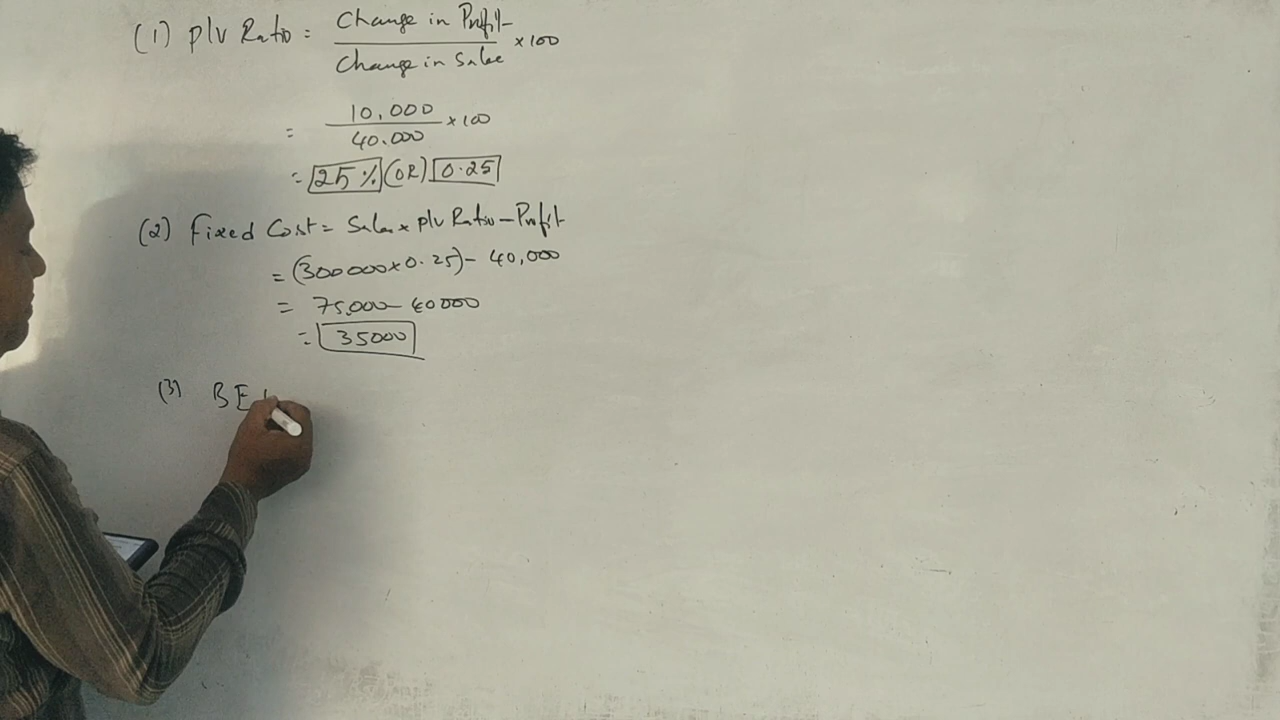 (1) P/v Ratio = Change in Profit
Change in Sale × 100
= 10,000
40.000 × 100
= 25 % (OR) 0.25
(2) Fixed Cost = Sales × P/v Ratio - Profit
= (300000 × 0.25) - 40,000
= 75,000 - 40000
= 35000
(3) BE